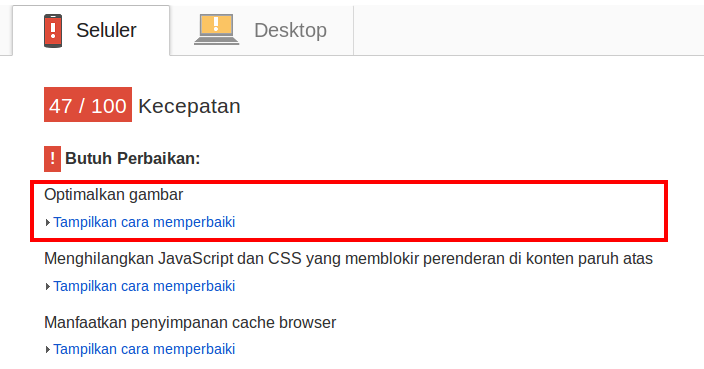 Seluler
Desktop
47 / 100 Kecepatan
! Butuh Perbaikan:
Optimalkan gambar
Tampilkan cara memperbaiki
Menghilangkan JavaScript dan CSS yang memblokir perenderan di konten paruh atas
Tampilkan cara memperbaiki
Manfaatkan penyimpanan cache browser
Tampilkan cara memperbaiki